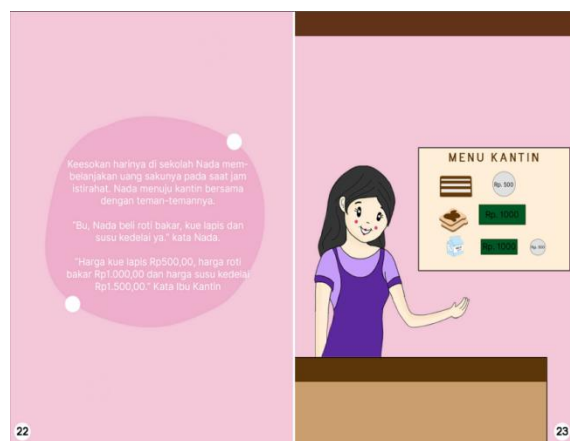 Keesokan harinya di sekolah Nada mem-
belanjakan uang sakunya pada saat jam
istirahat. Nada menuju kantin bersama
dengan teman-temannya.
"Bu, Nada beli roti bakar, kue lapis dan
susu kedelai ya." kata Nada.
"Harga kue lapis Rp500,00, harga roti
bakar Rp1.000,00 dan harga susu kedelai
Rp1.500,00." Kata Ibu Kantin
22
MENU KANTIN
Rp. 500
Rp. 1000
Rp. 1000 Rp. 500
23